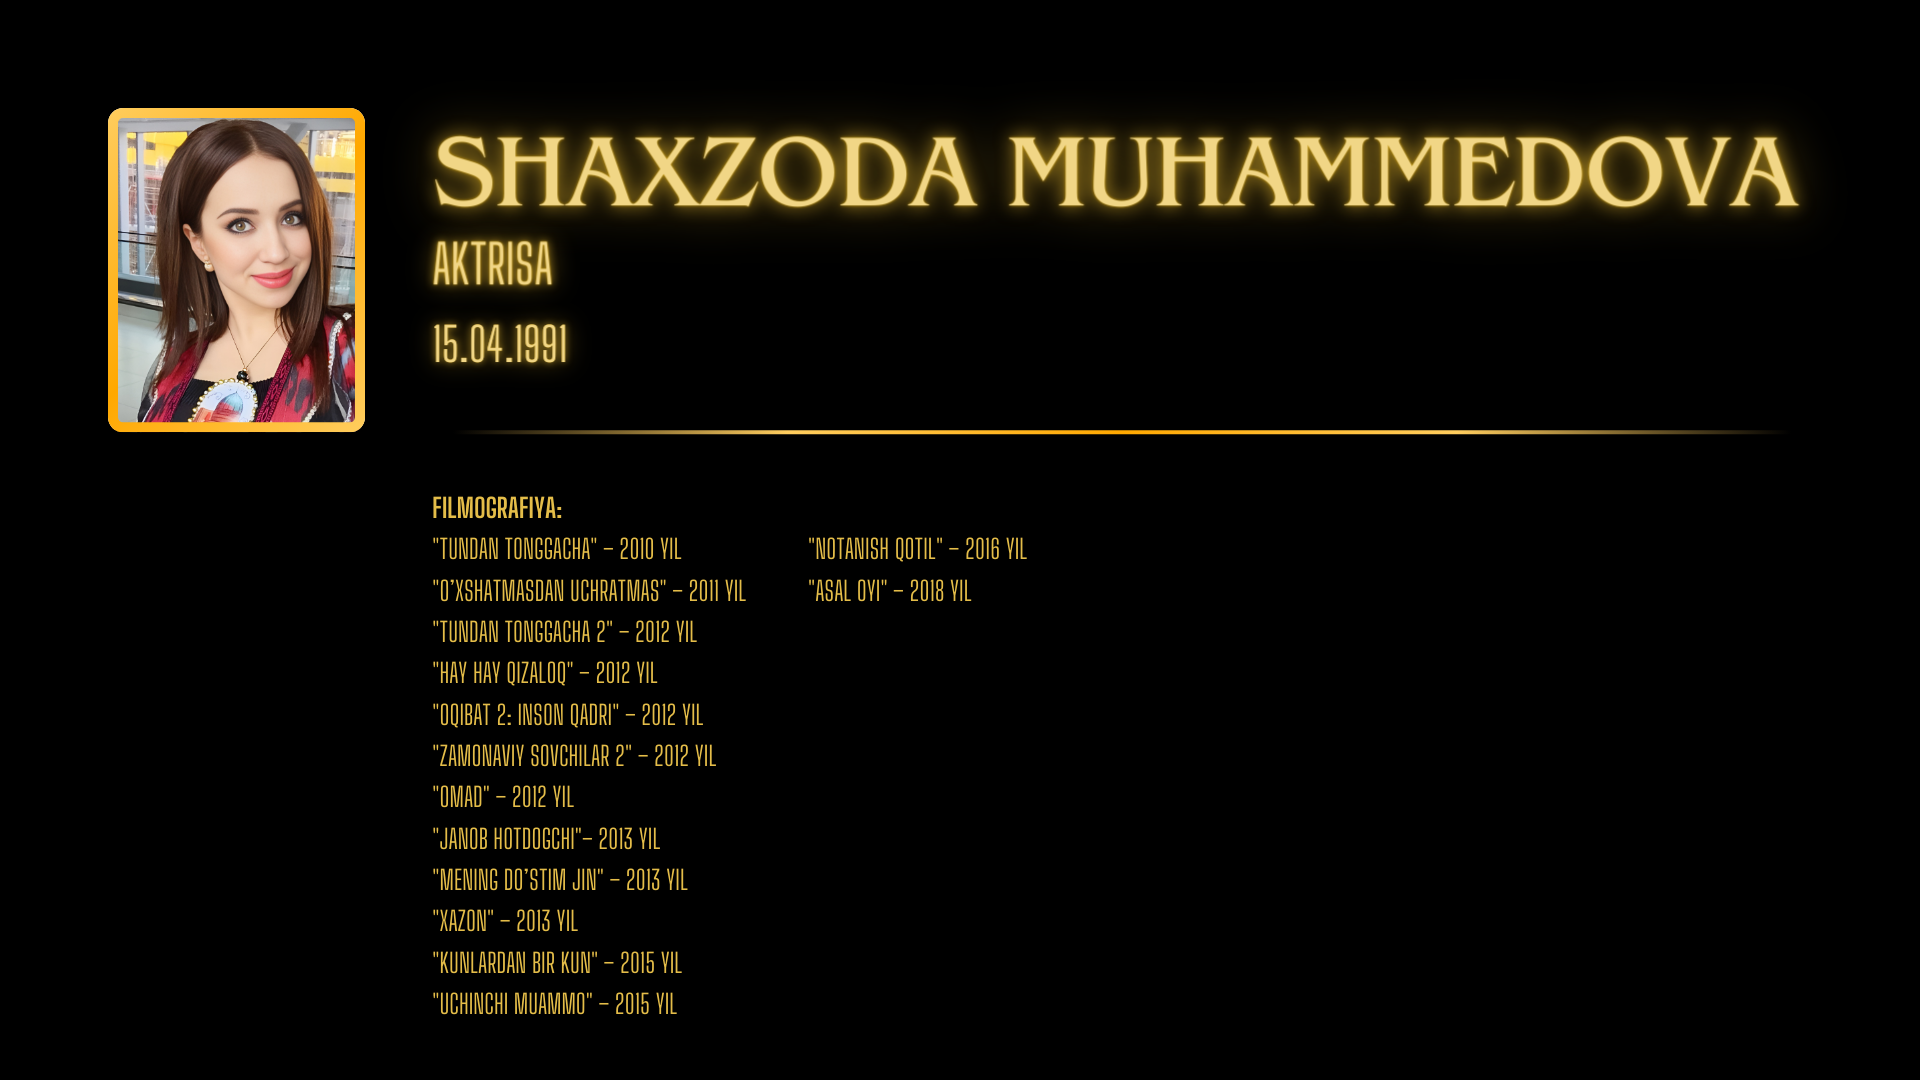 SHAXZODA MUHAMMEDOVA
AKTRISA
15.04.1991
FILMOGRAFIYA:
"TUNDAN TONGGACHA" – 2010 YIL
"O’XSHATMASDAN UCHRATMAS" – 2011 YIL
"TUNDAN TONGGACHA 2" – 2012 YIL
"HAY HAY QIZALOQ" – 2012 YIL
"OQIBAT 2: INSON QADRI" – 2012 YIL
"ZAMONAVIY SOVCHILAR 2" – 2012 YIL
"OMAD" – 2012 YIL
"JANOB HOTDOGCHI"– 2013 YIL
"MENING DO’STIM JIN" – 2013 YIL
"XAZON" – 2013 YIL
"KUNLARDAN BIR KUN" – 2015 YIL
"UCHINCHI MUAMMO" – 2015 YIL
"NOTANISH QOTIL" – 2016 YIL
"ASAL OYI" – 2018 YIL